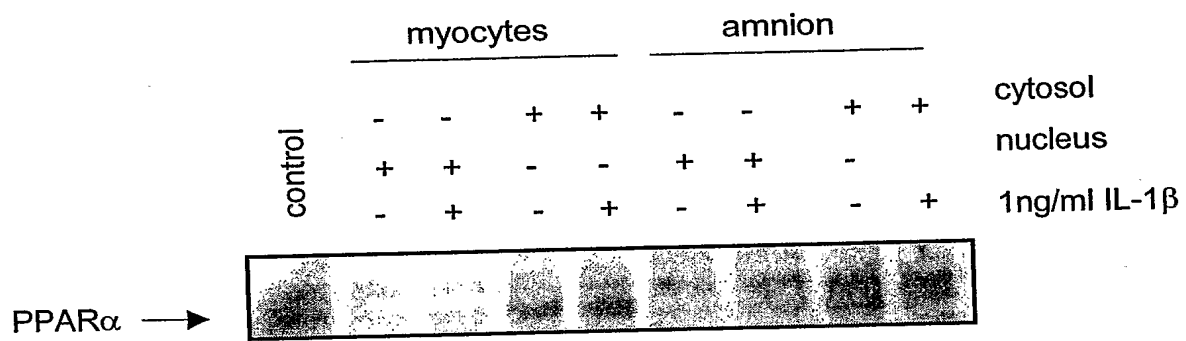 myocytes amnion
control - - + + - - + + cytosol
+ + - - + + - nucleus
- + - + - + - + 1ng/ml IL-1β
PPARα